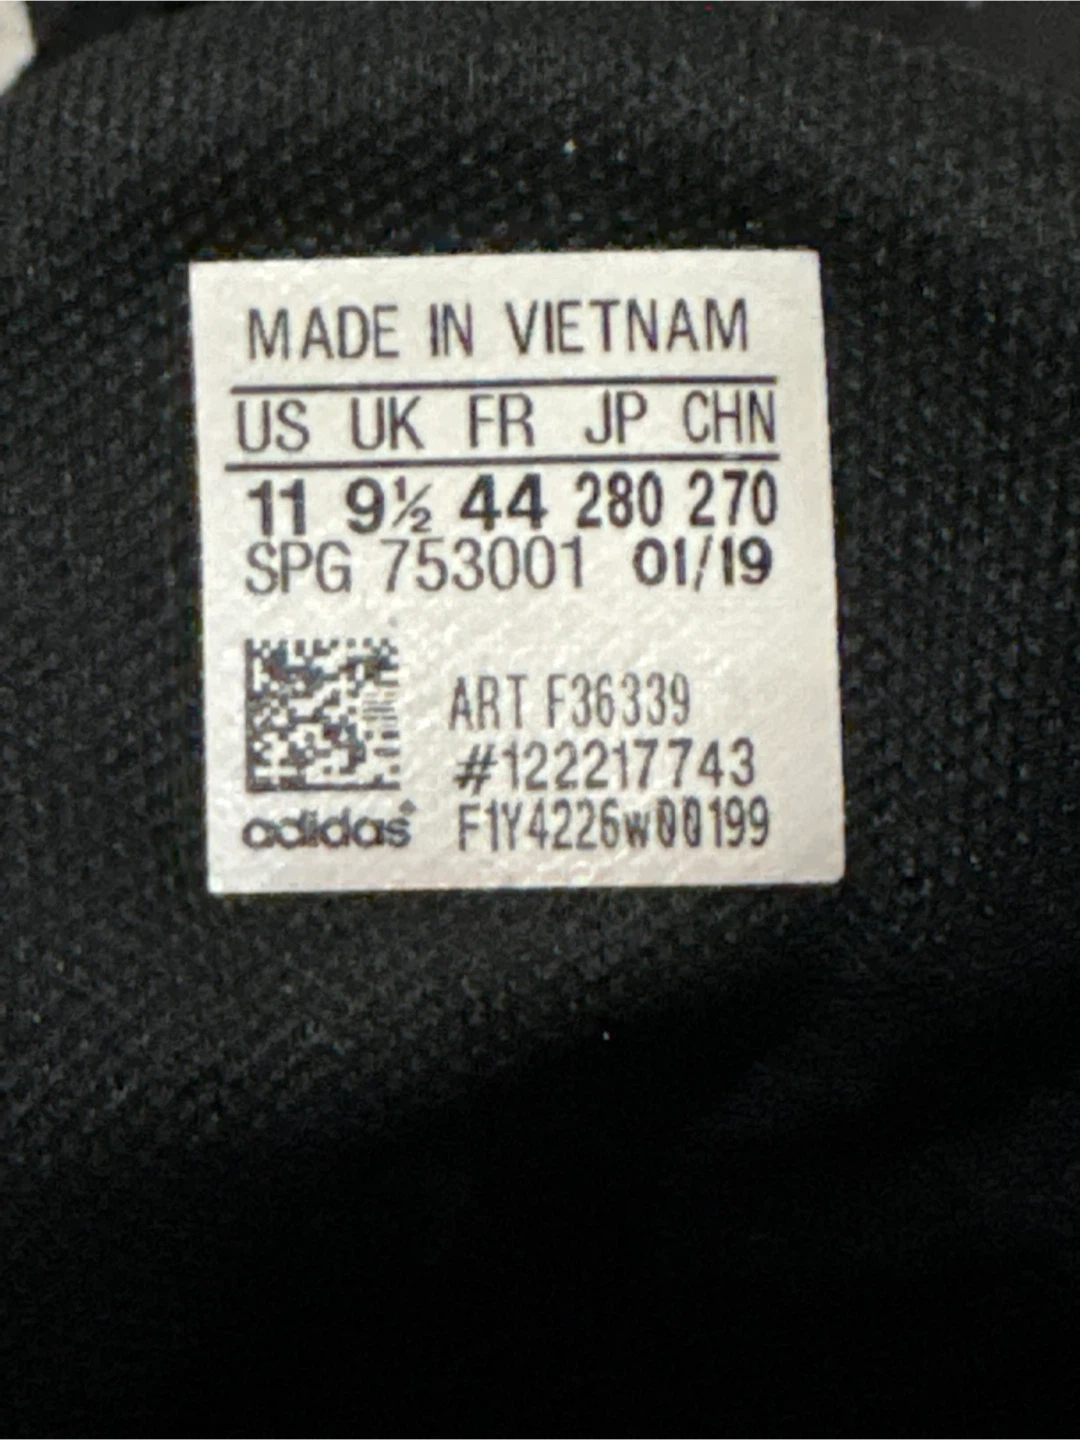 MADE IN VIETNAM
US UK FR JP CHN
11 9½ 44 280 270
SPG 753001 01/19
ART F36339
#122217743
adidas® F1Y4226w00199